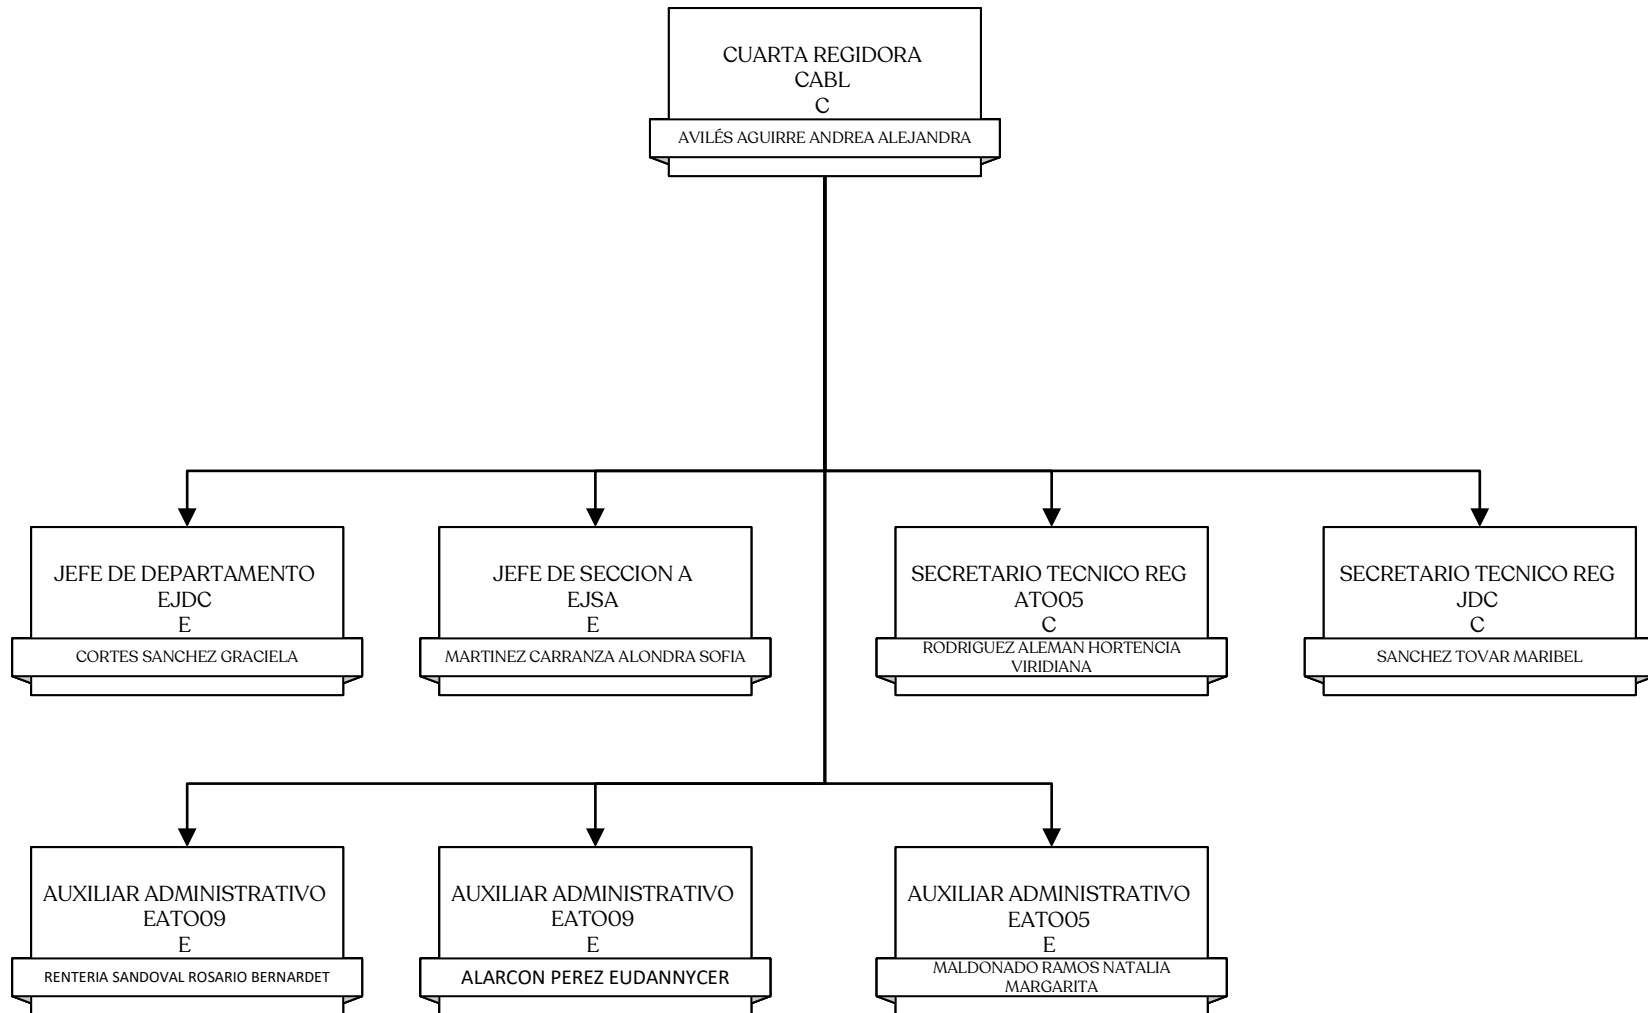 CUARTA REGIDORA
CABL
C
AVILÉS AGUIRRE ANDREA ALEJANDRA
JEFE DE DEPARTAMENTO
EJDC
E
CORTES SANCHEZ GRACIELA
JEFE DE SECCION A
EJSA
E
MARTINEZ CARRANZA ALONDRA SOFIA
SECRETARIO TECNICO REG
ATO05
C
RODRIGUEZ ALEMAN HORTENCIA
VIRIDIANA
SECRETARIO TECNICO REG
JDC
C
SANCHEZ TOVAR MARIBEL
AUXILIAR ADMINISTRATIVO
EATO09
E
RENTERIA SANDOVAL ROSARIO BERNARDET
AUXILIAR ADMINISTRATIVO
EATO09
E
ALARCON PEREZ EUDANNYCER
AUXILIAR ADMINISTRATIVO
EATO05
E
MALDONADO RAMOS NATALIA
MARGARITA